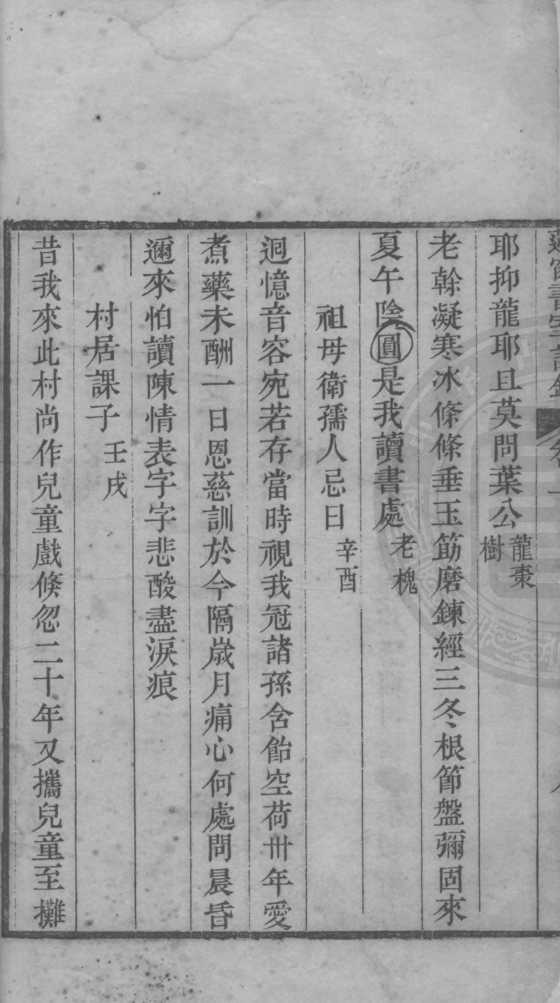 耶抑龍耶且莫問葉公龍棗樹
老幹凝寒冰條條垂玉筯磨鍊經三冬根節盤彌固來
夏午陰圓是我讀書處老槐
祖母衛孺人忌日辛酉
迥憶音容宛若存當時視我冠諸孫含飴空荷卅年愛
煮藥未酬一日恩慈訓於今隔歲月痛心何處問晨昏
邇來怕讀陳情表字字悲酸盡淚痕
村居課子壬戌
昔我來此村尚作兒童戲倏忽二十年又攜兒童至攤